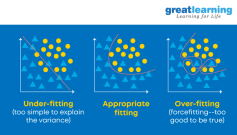 greatlearning
Learning for Life
Under-fitting
(too simple to explain
the variance)
Appropriate
fitting
Over-fitting
(forcefitting--too
good to be true)